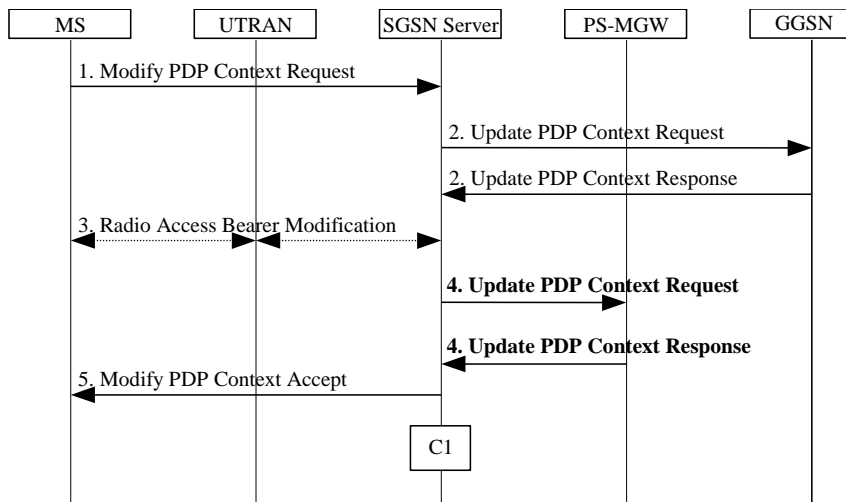 MS
UTRAN
SGSN Server
PS-MGW
GGSN
1. Modify PDP Context Request
2. Update PDP Context Request
2. Update PDP Context Response
3. Radio Access Bearer Modification
4. Update PDP Context Request
4. Update PDP Context Response
5. Modify PDP Context Accept
C1